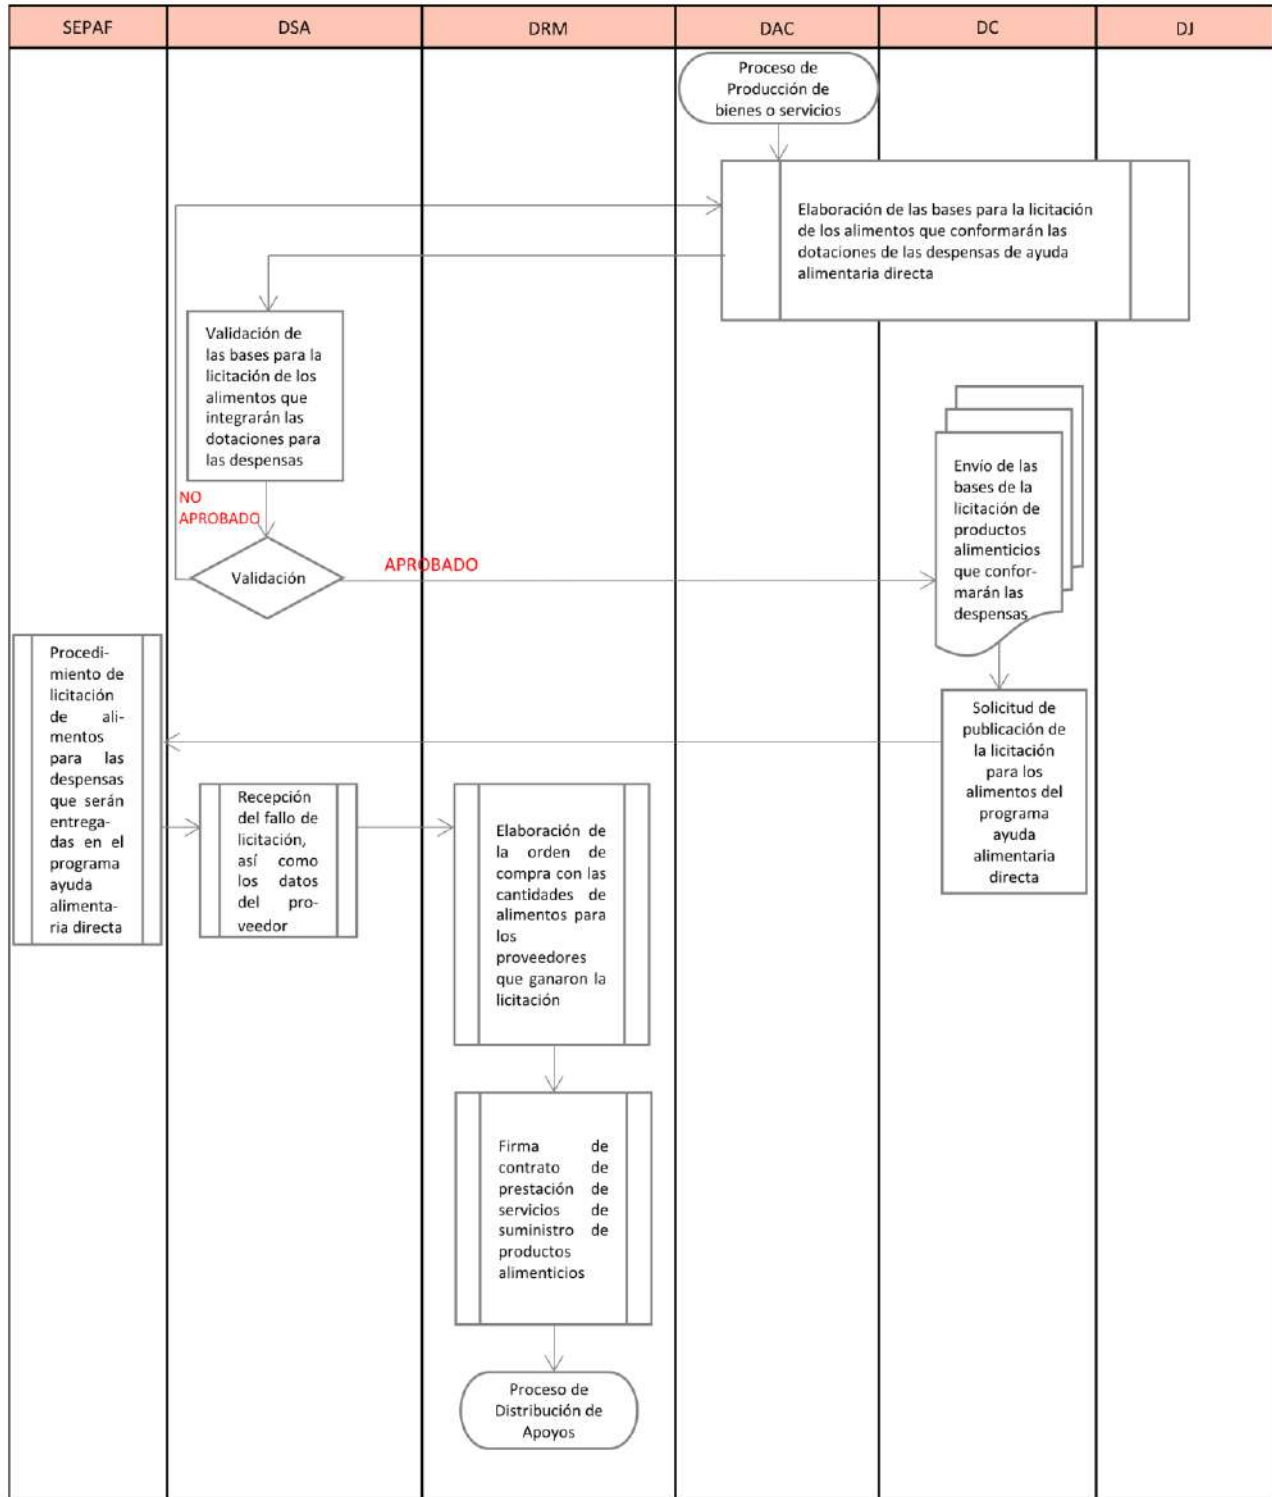 SEPAF
DSA
DRM
DAC
DC
DJ
Proceso de
Producción de
bienes o servicios
Elaboración de las bases para la licitación
de los alimentos que conformarán las
dotaciones de las despensas de ayuda
alimentaria directa
Validación de
las bases para la
licitación de los
alimentos que
integrarán las
dotaciones para
las despensas
NO
APROBADO
Validación
APROBADO
Envío de las
bases de la
licitación de
productos
alimenticios
que confor-
marán las
despensas
Solicitud de
publicación de
la licitación
para los
alimentos del
programa
ayuda
alimentaria
directa
Procedi-
miento de
licitación
de ali-
mentos
para las
despensas
que serán
entrega-
das en el
programa
ayuda
alimenta-
ria directa
Recepción
del fallo de
licitación,
así como
los datos
del pro-
veedor
Elaboración de
la orden de
compra con las
cantidades de
alimentos para
los
proveedores
que ganaron la
licitación
Firma de
contrato de
prestación de
servicios de
suministro de
productos
alimenticios
Proceso de
Distribución de
Apoyos